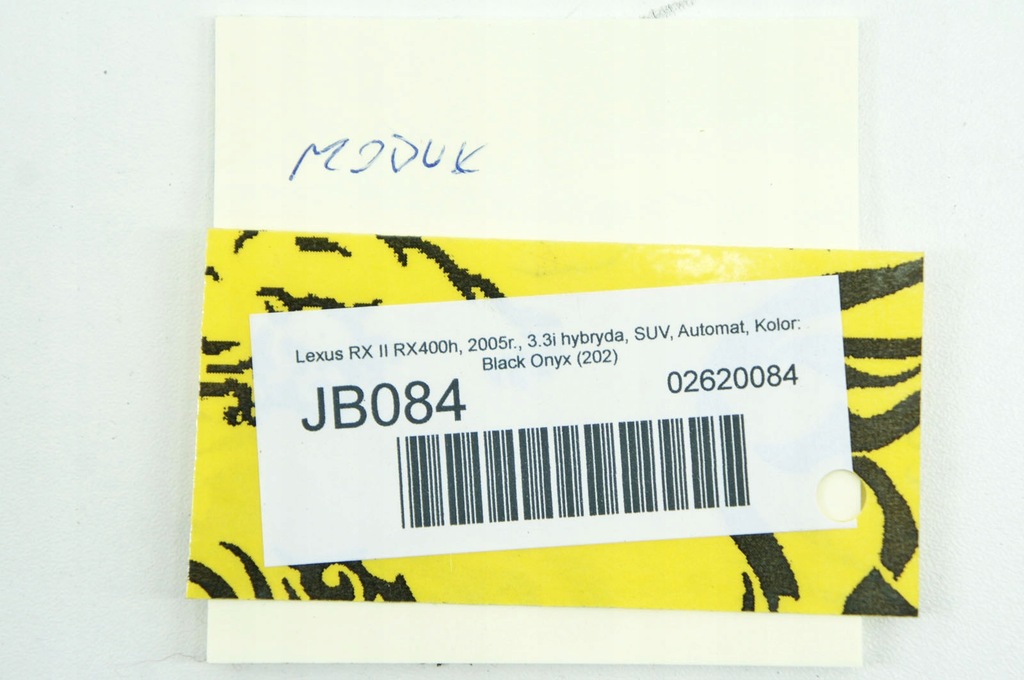 MODUK
Lexus RX II RX400h, 2005r., 3.3i hybryda, SUV, Automat, Kolor:
Black Onyx (202)
JB084
02620084